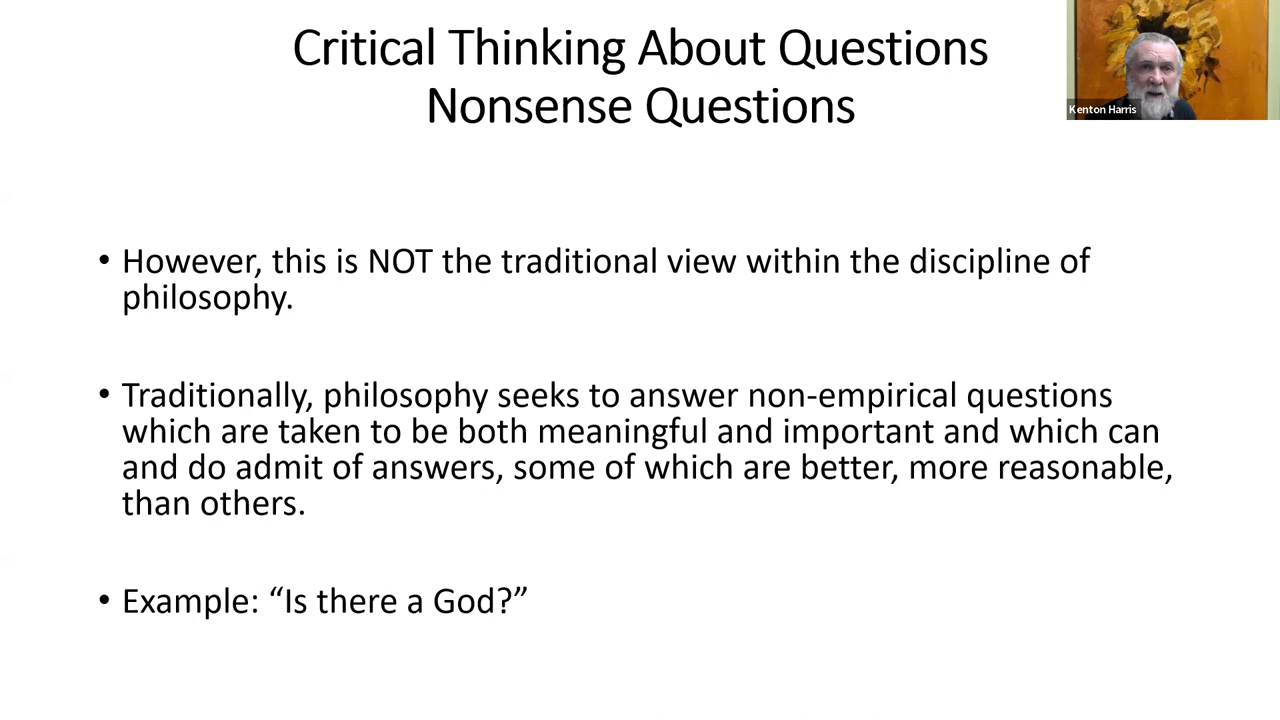 Critical Thinking About Questions
Nonsense Questions
Kenton Harris
• However, this is NOT the traditional view within the discipline of
philosophy.
• Traditionally, philosophy seeks to answer non-empirical questions
which are taken to be both meaningful and important and which can
and do admit of answers, some of which are better, more reasonable,
than others.
• Example: “Is there a God?”